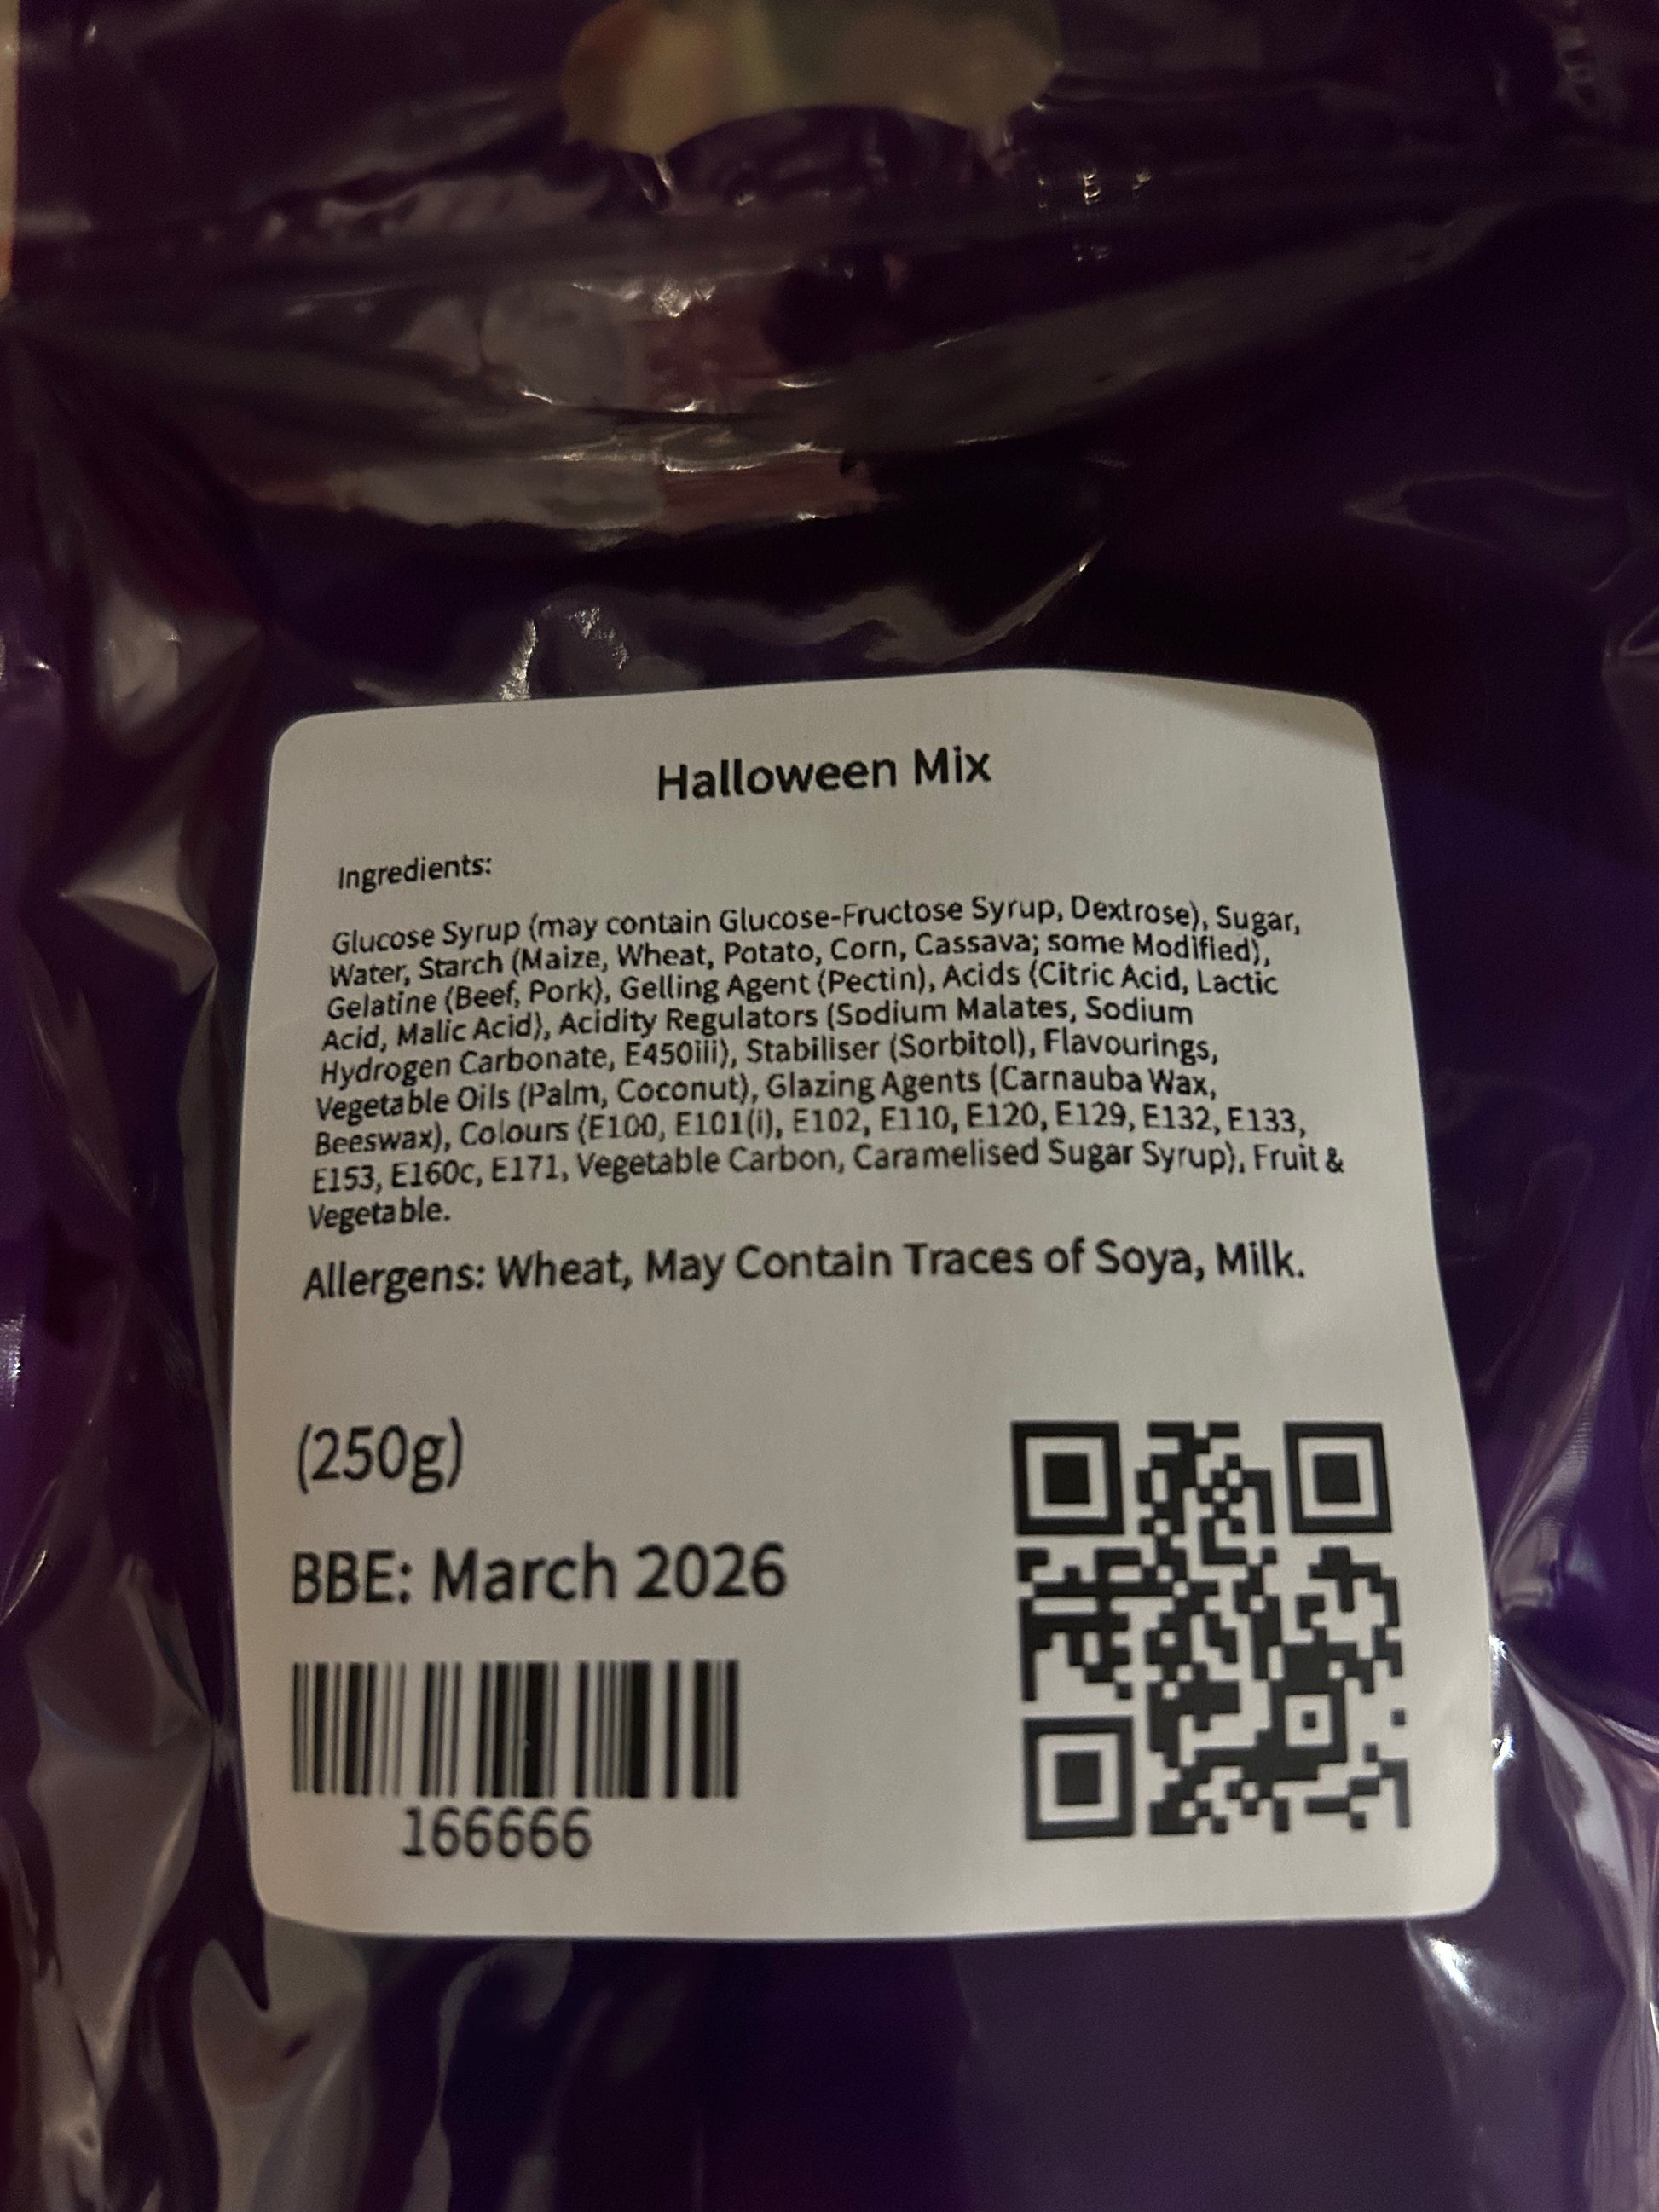 Halloween Mix
Ingredients:
Glucose Syrup (may contain Glucose-Fructose Syrup, Dextrose), Sugar,
Water, Starch (Maize, Wheat, Potato, Corn, Cassava; some Modified),
Gelatine (Beef, Pork), Gelling Agent (Pectin), Acids (Citric Acid, Lactic
Acid, Malic Acid), Acidity Regulators (Sodium Malates, Sodium
Hydrogen Carbonate, E450iii), Stabiliser (Sorbitol), Flavourings,
Vegetable Oils (Palm, Coconut), Glazing Agents (Carnauba Wax,
Beeswax), Colours (E100, E101(i), E102, E110, E120, E129, E132, E133,
E153, E160c, E171, Vegetable Carbon, Caramelised Sugar Syrup), Fruit &
Vegetable.
Allergens: Wheat, May Contain Traces of Soya, Milk.
(250g)
BBE: March 2026
166666